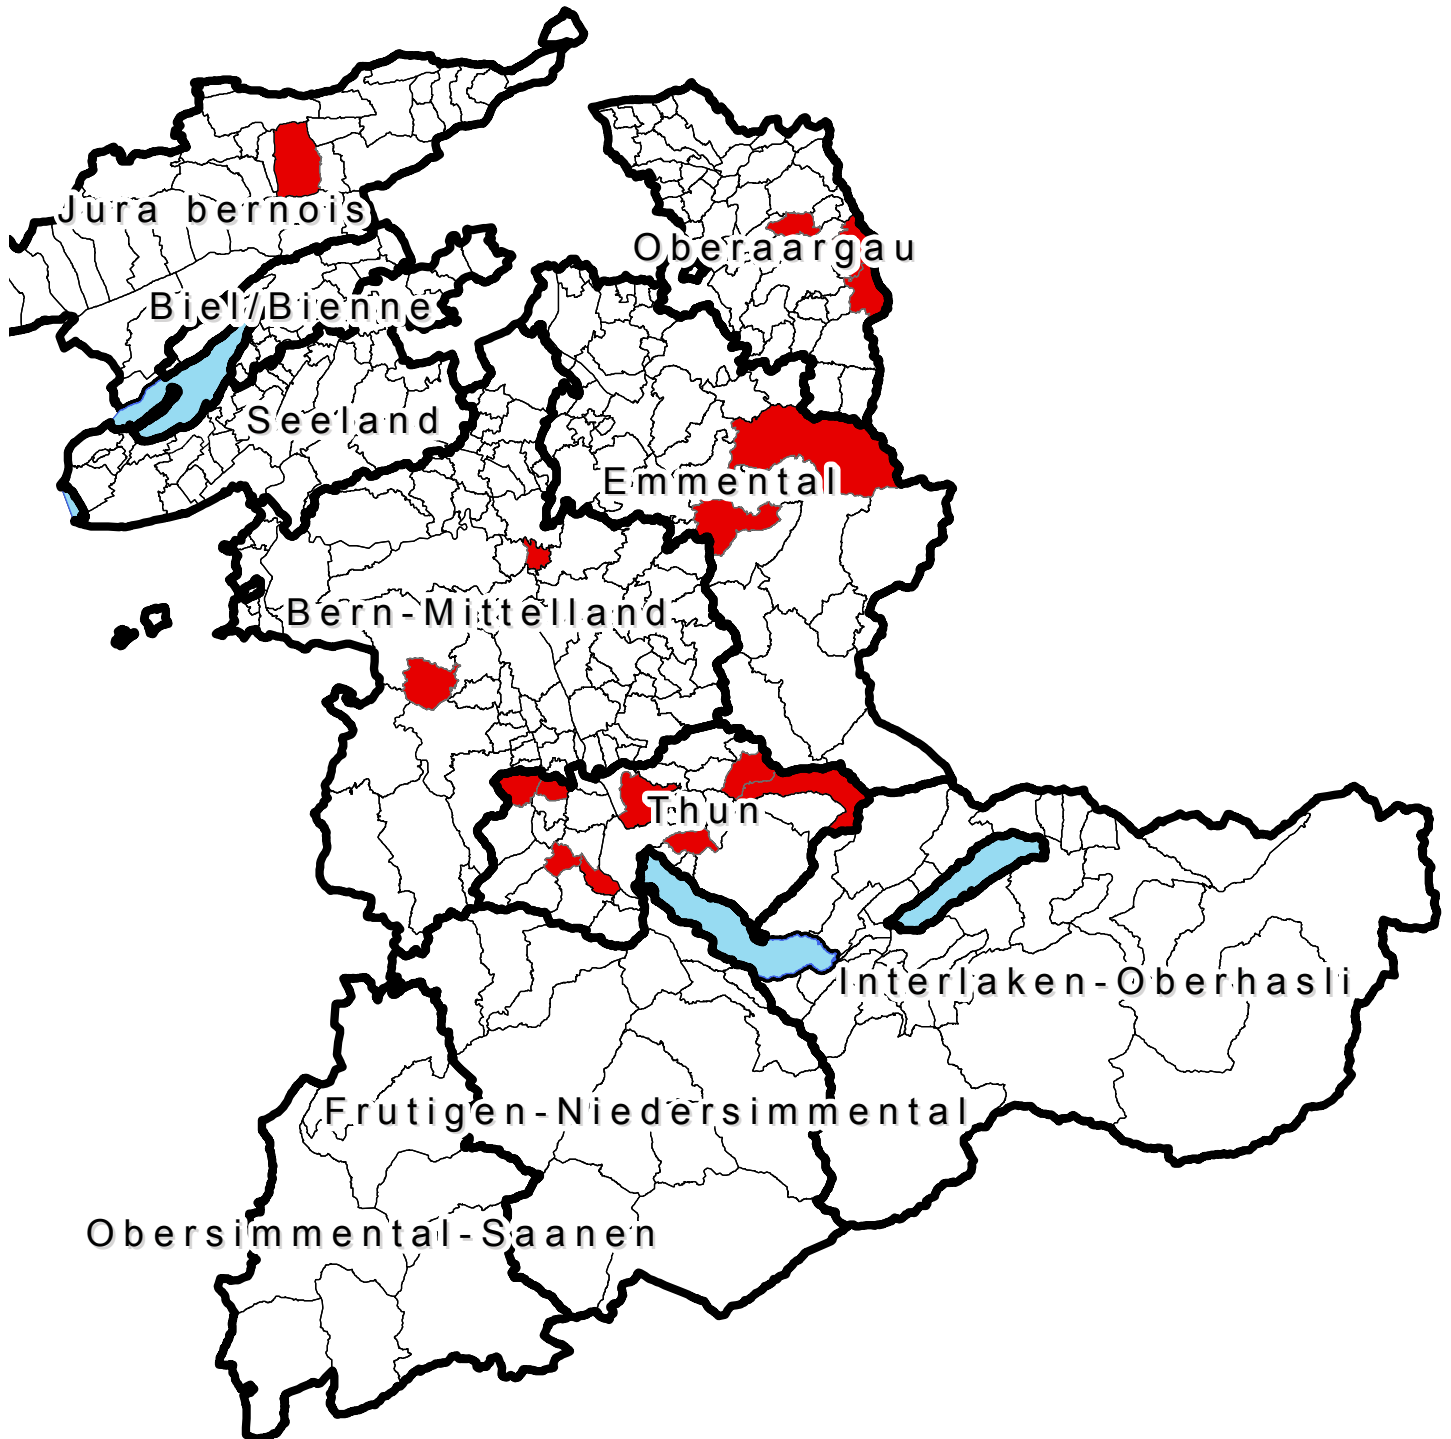 Jura bernois
Oberaargau
Biel/Bienne
Seeland
Emmental
Bern-Mittelland
Thun
Interlaken-Oberhasli
Frutigen-Niedersimmental
Obersimmental-Saanen